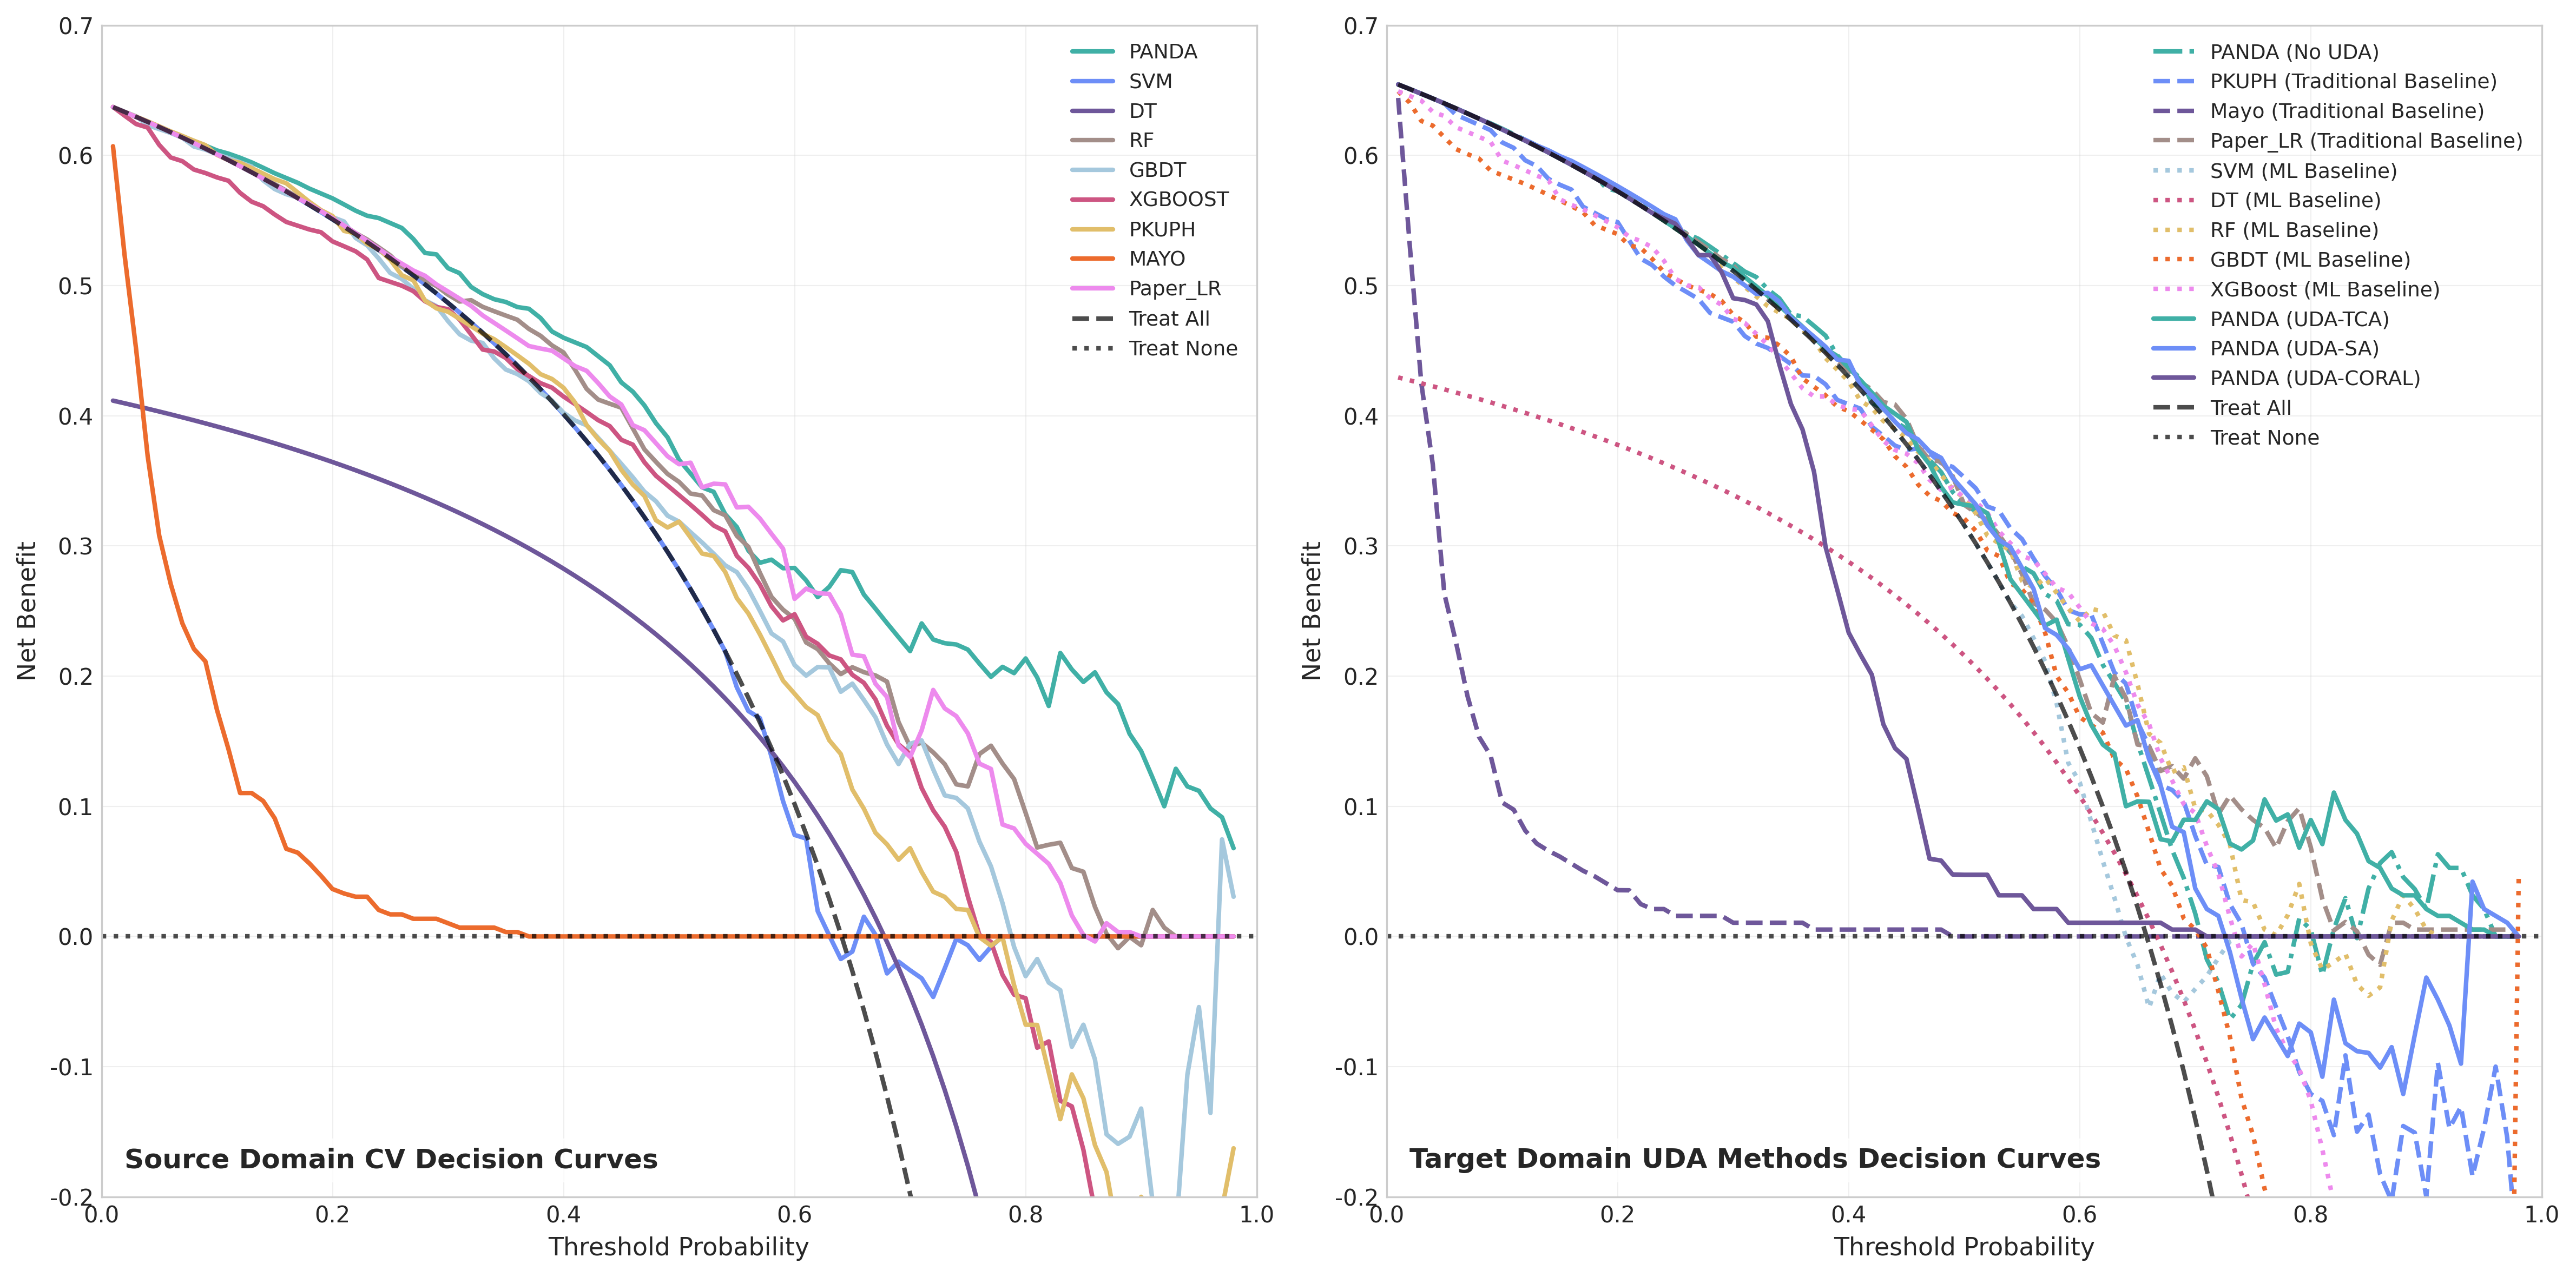 0.7
0.6
0.5
0.4
0.3
0.2
0.1
0.0
-0.1
-0.2
Net Benefit
PANDA
SVM
DT
RF
GBDT
XGBOOST
PKUPH
MAYO
Paper_LR
Treat All
Treat None
Source Domain CV Decision Curves
0.0 0.2 0.4 0.6 0.8 1.0
Threshold Probability
0.7
0.6
0.5
0.4
0.3
0.2
0.1
0.0
-0.1
-0.2
Net Benefit
PANDA (No UDA)
PKUPH (Traditional Baseline)
Mayo (Traditional Baseline)
Paper_LR (Traditional Baseline)
SVM (ML Baseline)
DT (ML Baseline)
RF (ML Baseline)
GBDT (ML Baseline)
XGBoost (ML Baseline)
PANDA (UDA-TCA)
PANDA (UDA-SA)
PANDA (UDA-CORAL)
Treat All
Treat None
Target Domain UDA Methods Decision Curves
0.0 0.2 0.4 0.6 0.8 1.0
Threshold Probability